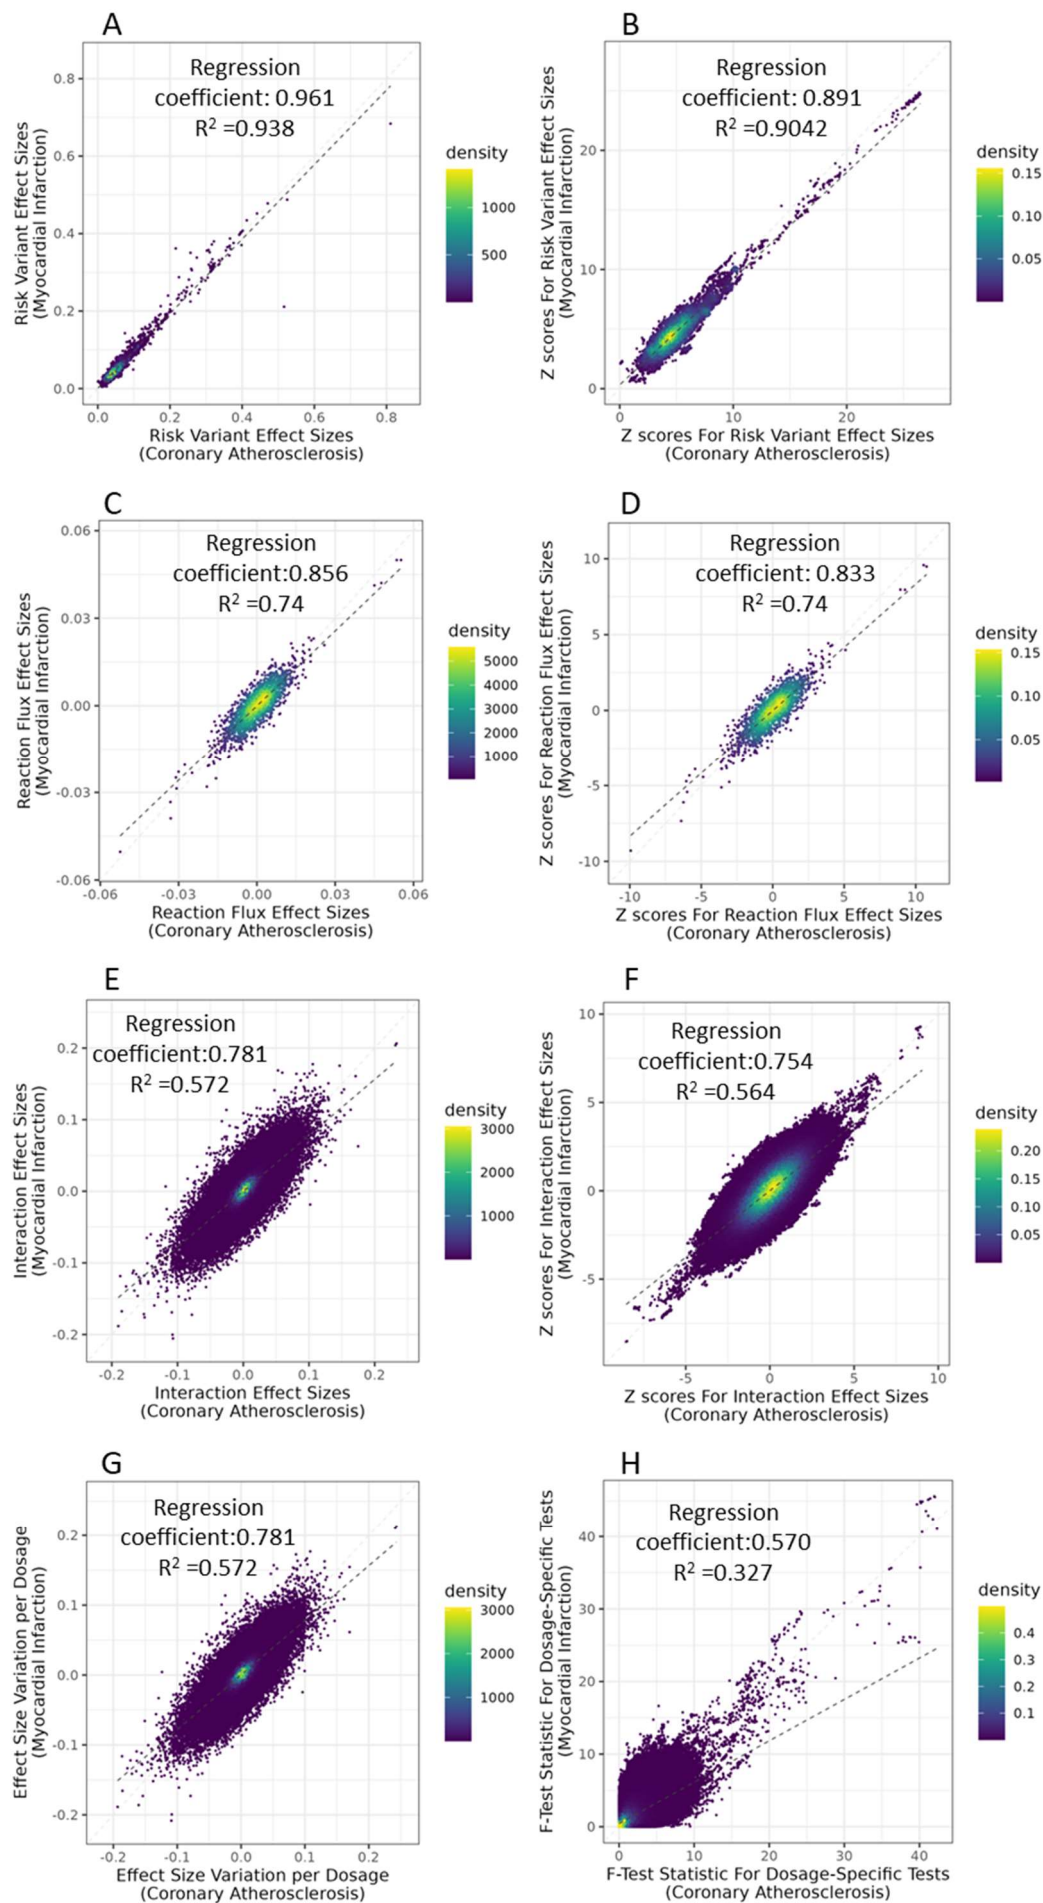 A
Regression
coefficient: 0.961
R² =0.938
Risk Variant Effect Sizes
(Myocardial Infarction)
0.8
0.6
0.4
0.2
0.0
0.0 0.2 0.4 0.6 0.8
Risk Variant Effect Sizes
(Coronary Atherosclerosis)
density
1000
500
B
Regression
coefficient: 0.891
R² =0.9042
Z scores For Risk Variant Effect Sizes
(Myocardial Infarction)
20
10
0
0 10 20
Z scores For Risk Variant Effect Sizes
(Coronary Atherosclerosis)
density
0.15
0.10
0.05
C
Regression
coefficient:0.856
R² =0.74
Reaction Flux Effect Sizes
(Myocardial Infarction)
0.06
0.03
0.00
-0.03
-0.06
-0.06 -0.03 0.00 0.03 0.06
Reaction Flux Effect Sizes
(Coronary Atherosclerosis)
density
5000
4000
3000
2000
1000
D
Regression
coefficient: 0.833
R² =0.74
Z scores For Reaction Flux Effect Sizes
(Myocardial Infarction)
10
5
0
-5
-10
-10 -5 0 5 10
Z scores For Reaction Flux Effect Sizes
(Coronary Atherosclerosis)
density
0.15
0.10
0.05
E
Regression
coefficient:0.781
R² =0.572
Interaction Effect Sizes
(Myocardial Infarction)
0.2
0.1
0.0
-0.1
-0.2
-0.2 -0.1 0.0 0.1 0.2
Interaction Effect Sizes
(Coronary Atherosclerosis)
density
3000
2000
1000
F
Regression
coefficient:0.754
R² =0.564
Z scores For Interaction Effect Sizes
(Myocardial Infarction)
10
5
0
-5
-5 0 5 10
Z scores For Interaction Effect Sizes
(Coronary Atherosclerosis)
density
0.20
0.15
0.10
0.05
G
Regression
coefficient:0.781
R² =0.572
Effect Size Variation per Dosage
(Myocardial Infarction)
0.2
0.1
0.0
-0.1
-0.2
-0.2 -0.1 0.0 0.1 0.2
Effect Size Variation per Dosage
(Coronary Atherosclerosis)
density
3000
2000
1000
H
Regression
coefficient:0.570
R² =0.327
F-Test Statistic For Dosage-Specific Tests
(Myocardial Infarction)
40
30
20
10
0
0 10 20 30 40
F-Test Statistic For Dosage-Specific Tests
(Coronary Atherosclerosis)
density
0.4
0.3
0.2
0.1